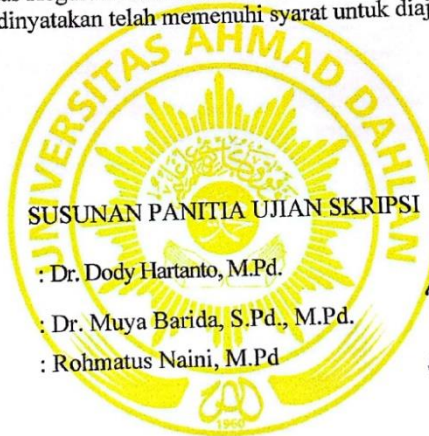 dinyatakan telah memenuhi syarat untuk
UNIVERSITAS AHMAD DAHLAN
SUSUNAN PANITIA UJIAN SKRIPSI
: Dr. Dody Hartanto, M.Pd.
: Dr. Muya Barida, S.Pd., M.Pd.
: Rohmatus Naini, M.Pd
1960